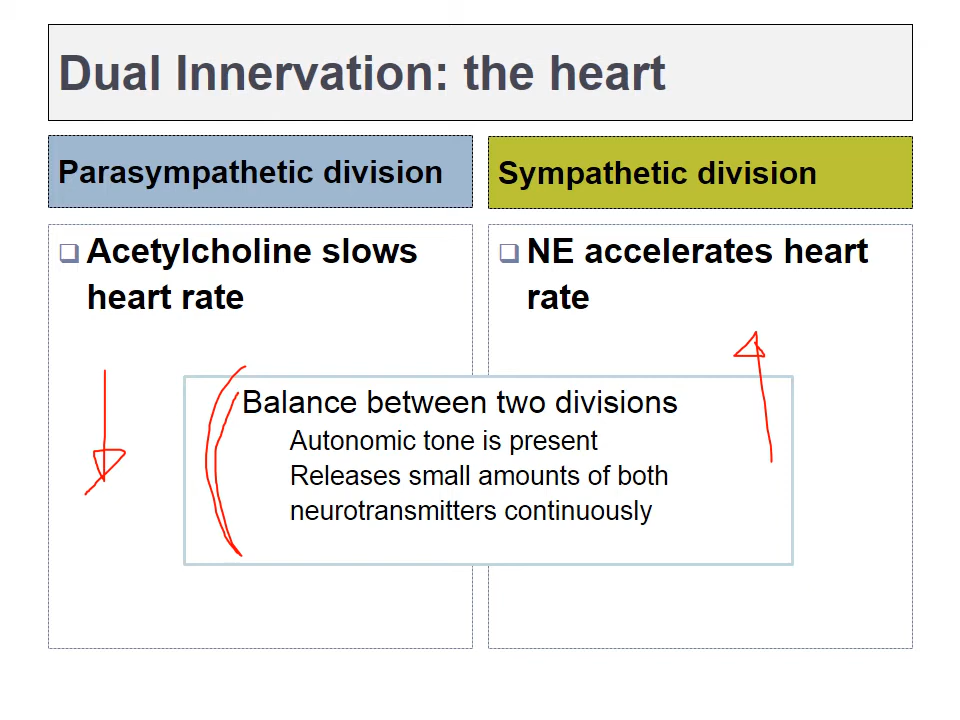 Dual Innervation: the heart
Parasympathetic division
Sympathetic division
Acetylcholine slows
heart rate
NE accelerates heart
rate
Balance between two divisions
Autonomic tone is present
Releases small amounts of both
neurotransmitters continuously